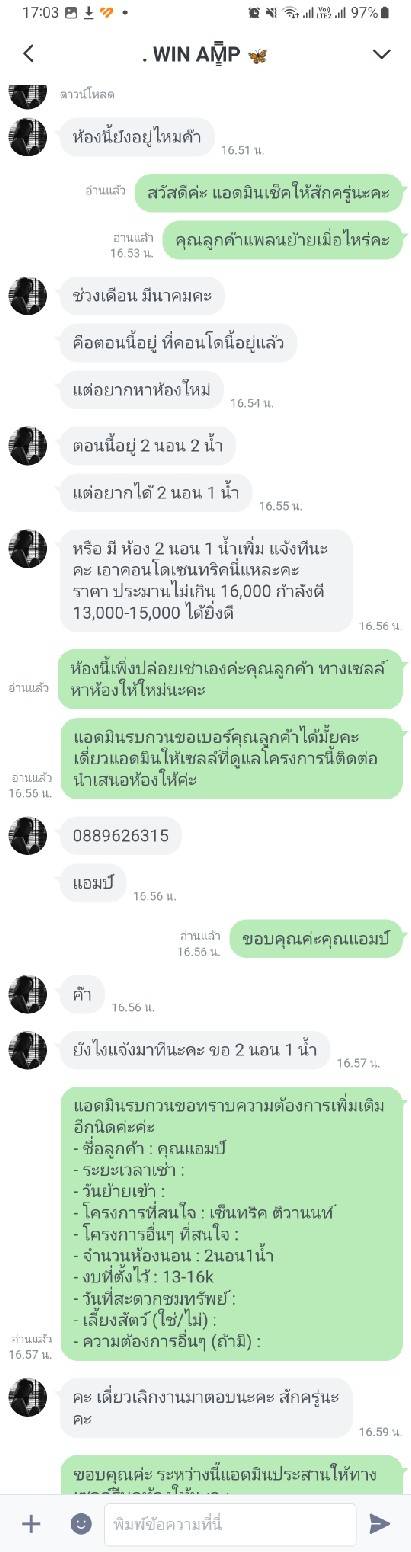 17:03
97%
. WIN AMP 🦋
ดาวน์โหลด
ห้องนี้ยังอยู่ไหมค้า
16.51 น.
อ่านแล้ว
สวัสดีค่ะ แอดมินเช็คให้สักครู่นะคะ
อ่านแล้ว
16.53 น.
คุณลูกค้าแพลนย้ายเมื่อไหร่คะ
ช่วงเดือน มีนาคมคะ
คือตอนนี้อยู่ ที่คอนโดนี้อยู่แล้ว
แต่อยากหาห้องใหม่
16.54 น.
ตอนนี้อยู่ 2 นอน 2 น้ำ
แต่อยากได้ 2 นอน 1 น้ำ
16.55 น.
หรือ มี ห้อง 2 นอน 1 น้ำเพิ่ม แจ้งทีนะ
คะ เอาคอนโดเซนทริคนี่แหละคะ
ราคา ประมานไม่เกิน 16,000 กำลังดี
13,000-15,000 ได้ยิ่งดี
16.56 น.
อ่านแล้ว
ห้องนี้เพิ่งปล่อยเช่าเองค่ะคุณลูกค้า ทางเซลล์
หาห้องให้ใหม่นะคะ
แอดมินรบกวนขอเบอร์คุณลูกค้าได้มั้ยคะ
เดี๋ยวแอดมินให้เซลล์ที่ดูแลโครงการนี้ติดต่อ
นำเสนอห้องให้ค่ะ
อ่านแล้ว
16.56 น.
0889626315
แอมป์
16.56 น.
อ่านแล้ว
16.56 น.
ขอบคุณค่ะคุณแอมป์
ค๊า
16.56 น.
ยังไงแจ้งมาทีนะคะ ขอ 2 นอน 1 น้ำ
16.57 น.
แอดมินรบกวนขอทราบความต้องการเพิ่มเติม
อีกนิดคะค่ะ
- ชื่อลูกค้า : คุณแอมป์
- ระยะเวลาเช่า :
- วันย้ายเข้า :
- โครงการที่สนใจ : เซ็นทริค ติวานนท์
- โครงการอื่นๆ ที่สนใจ :
- จำนวนห้องนอน : 2นอน1น้ำ
- งบที่ตั้งไว้ : 13-16k
- วันที่สะดวกชมทรัพย์ :
- เลี้ยงสัตว์ (ใช่/ไม่) :
- ความต้องการอื่นๆ (ถ้ามี) :
อ่านแล้ว
16.57 น.
คะ เดี๋ยวเลิกงานมาตอบนะคะ สักครู่นะ
คะ
16.59 น.
ขอบคุณค่ะ ระหว่างนี้แอดมินประสานให้ทาง
พิมพ์ข้อความที่นี่